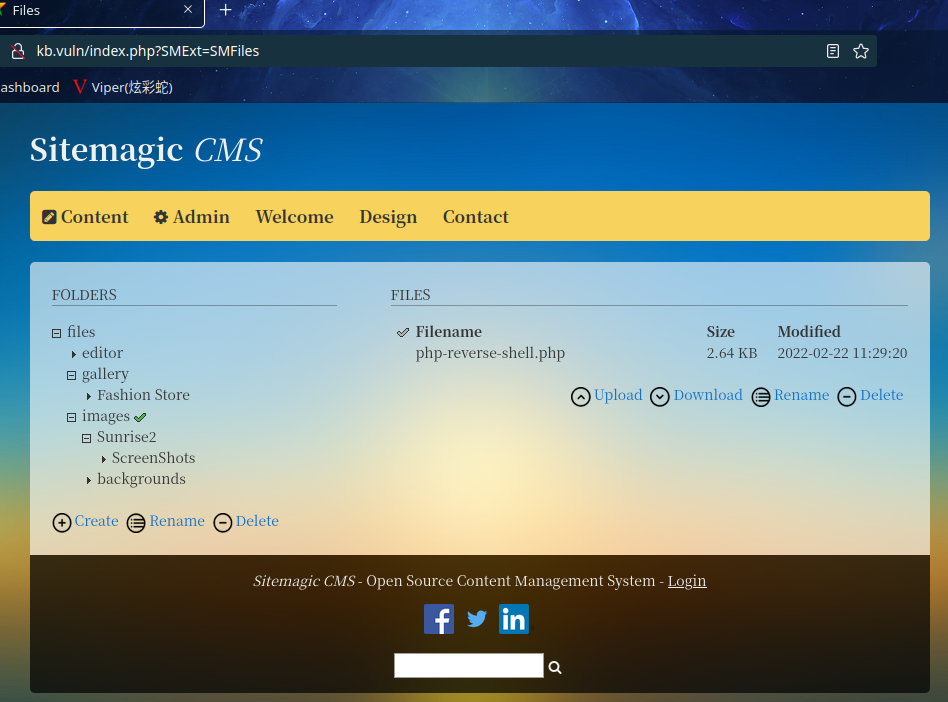 Files
kb.vuln/index.php?SMExt=SMFiles
ashboard Viper(炫彩蛇)
Sitemagic CMS
Content Admin Welcome Design Contact
FOLDERS
files
editor
gallery
Fashion Store
images
Sunrise2
ScreenShots
backgrounds
Create Rename Delete
FILES
Filename Size Modified
php-reverse-shell.php 2.64 KB 2022-02-22 11:29:20
Upload Download Rename Delete
Sitemagic CMS - Open Source Content Management System - Login